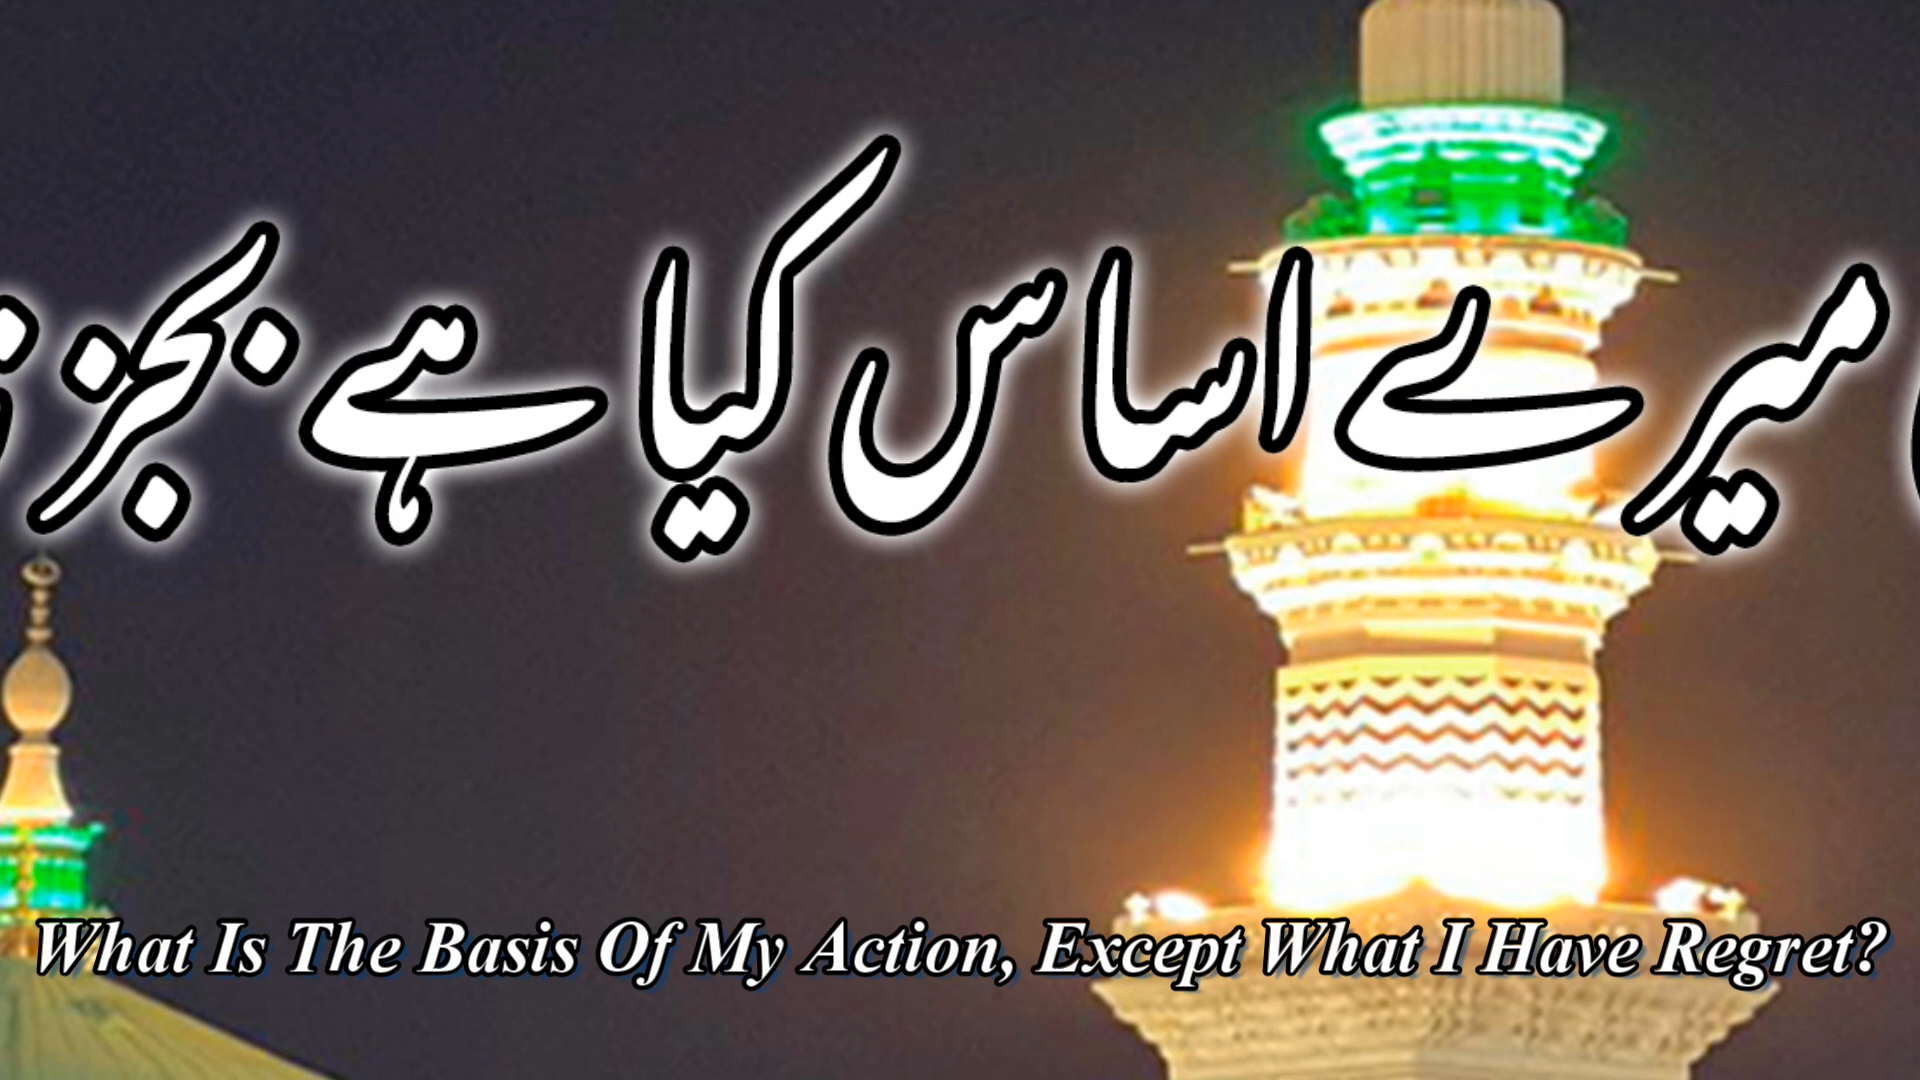 میرے اساس کیا ہے بجز
What Is The Basis Of My Action, Except What I Have Regret?